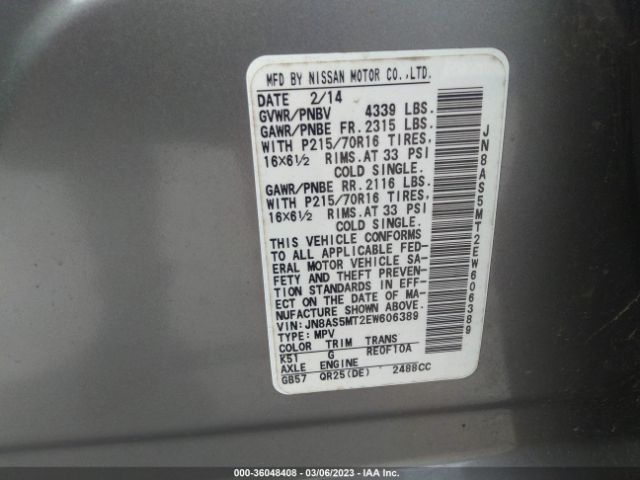 MFD BY NISSAN MOTOR CO.,LTD.
DATE 2/14
GVWR/PNBV 4339 LBS.
GAWR/PNBE FR. 2315 LBS.
WITH P215/70R16 TIRES,
16×6½ RIMS.AT 33 PSI
COLD SINGLE.
GAWR/PNBE RR. 2116 LBS.
WITH P215/70R16 TIRES,
16×6½ RIMS.AT 33 PSI
COLD SINGLE.
THIS VEHICLE CONFORMS
TO ALL APPLICABLE FED-
ERAL MOTOR VEHICLE SA-
FETY AND THEFT PREVEN-
TION STANDARDS IN EFF-
ECT ON THE DATE OF MA-
NUFACTURE SHOWN ABOVE.
VIN: JN8AS5MT2EW606389
TYPE: MPV
COLOR TRIM TRANS
K51 G RE0F10A
AXLE ENGINE
GB57 QR25(DE) 2488CC
JN8AS5MT2EW606389
000-36048408 - 03/06/2023 - IAA Inc.